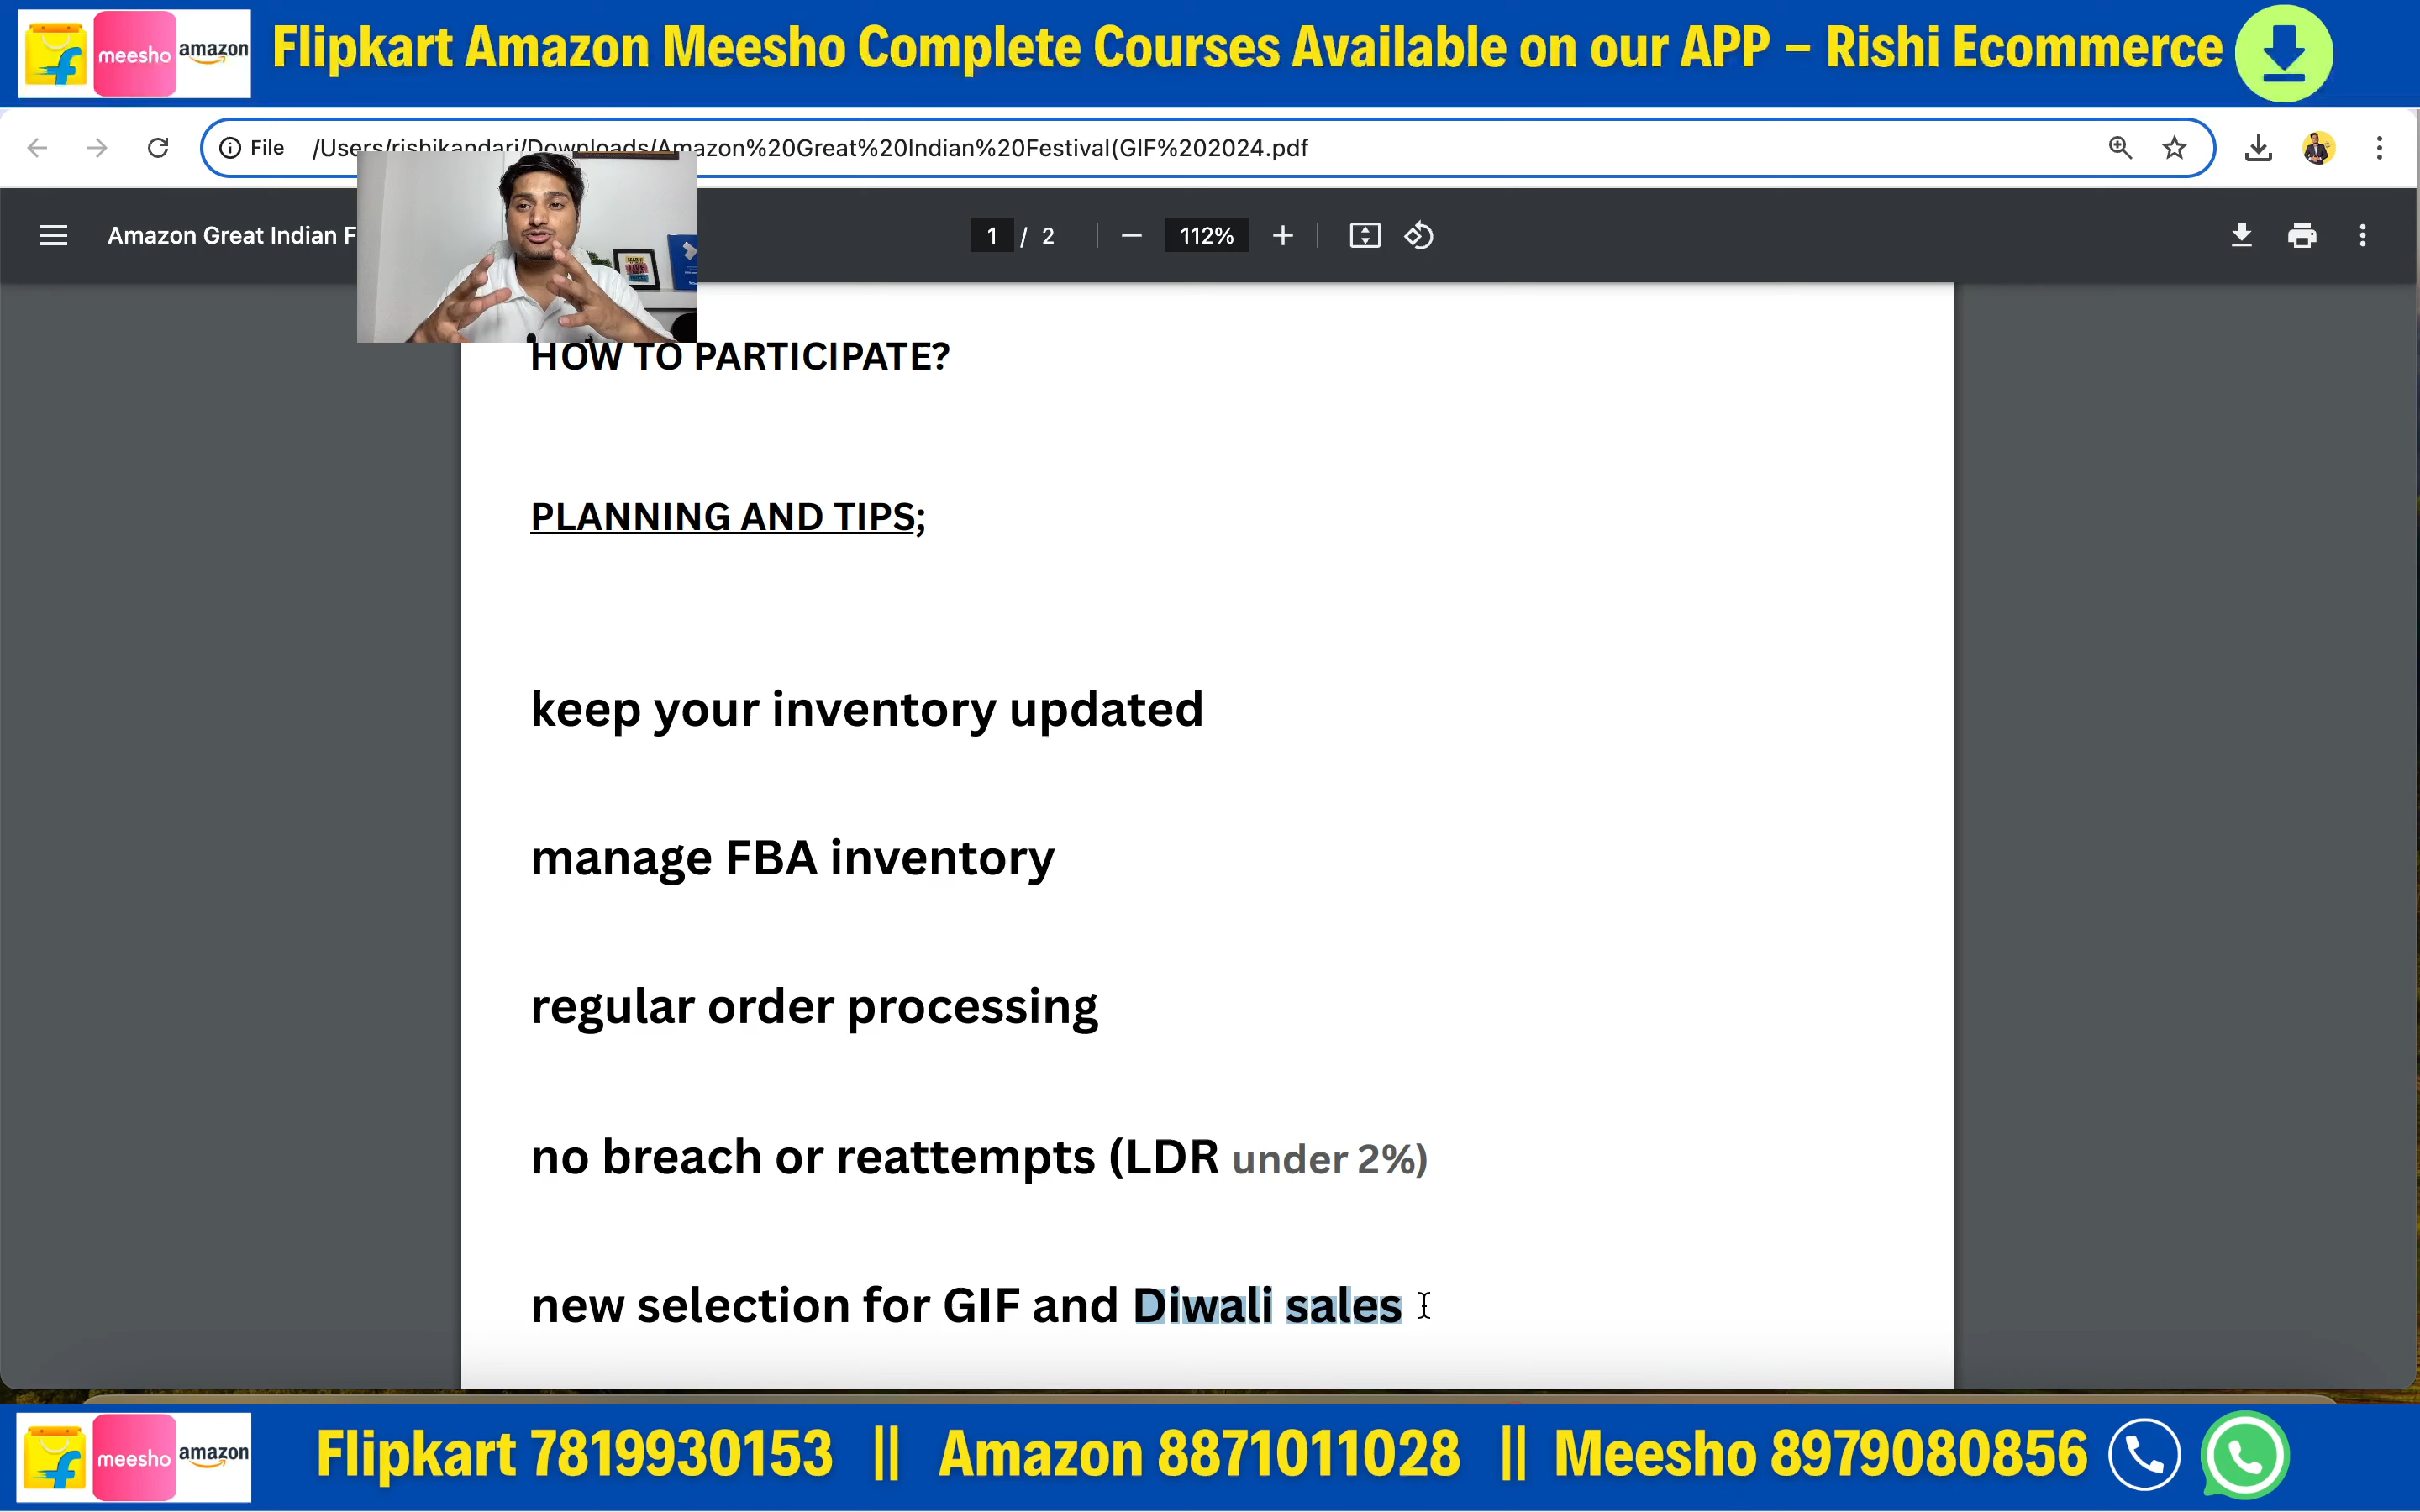 meesho amazon Flipkart Amazon Meesho Complete Courses Available on our APP – Rishi Ecommerce
File /Users/rishikandari/Downloads/Amazon%20Great%20Indian%20Festival(GIF%202024.pdf
Amazon Great Indian F 1 / 2 112%
HOW TO PARTICIPATE?
PLANNING AND TIPS;
keep your inventory updated
manage FBA inventory
regular order processing
no breach or reattempts (LDR under 2%)
new selection for GIF and Diwali sales
meesho amazon Flipkart 7819930153 || Amazon 8871011028 || Meesho 8979080856